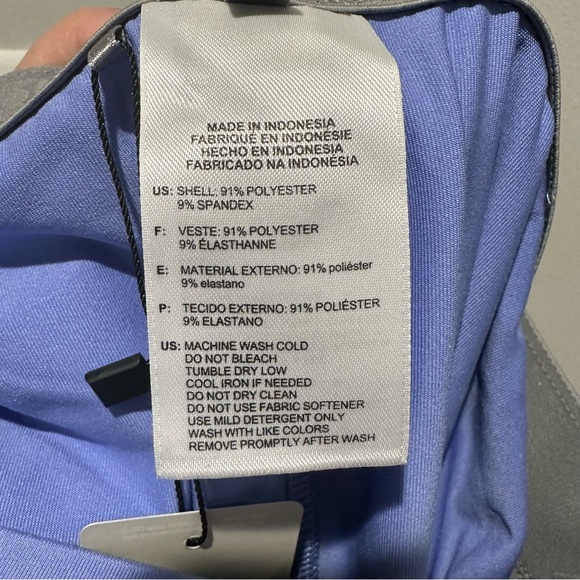 MADE IN INDONESIA
FABRIQUÉ EN INDONÉSIE
HECHO EN INDONESIA
FABRICADO NA INDONÉSIA
US: SHELL: 91% POLYESTER
9% SPANDEX
F: VESTE: 91% POLYESTER
9% ÉLASTHANNE
E: MATERIAL EXTERNO: 91% poliéster
9% elastano
P: TECIDO EXTERNO: 91% POLIÉSTER
9% ELASTANO
US: MACHINE WASH COLD
DO NOT BLEACH
TUMBLE DRY LOW
COOL IRON IF NEEDED
DO NOT DRY CLEAN
DO NOT USE FABRIC SOFTENER
USE MILD DETERGENT ONLY
WASH WITH LIKE COLORS
REMOVE PROMPTLY AFTER WASH